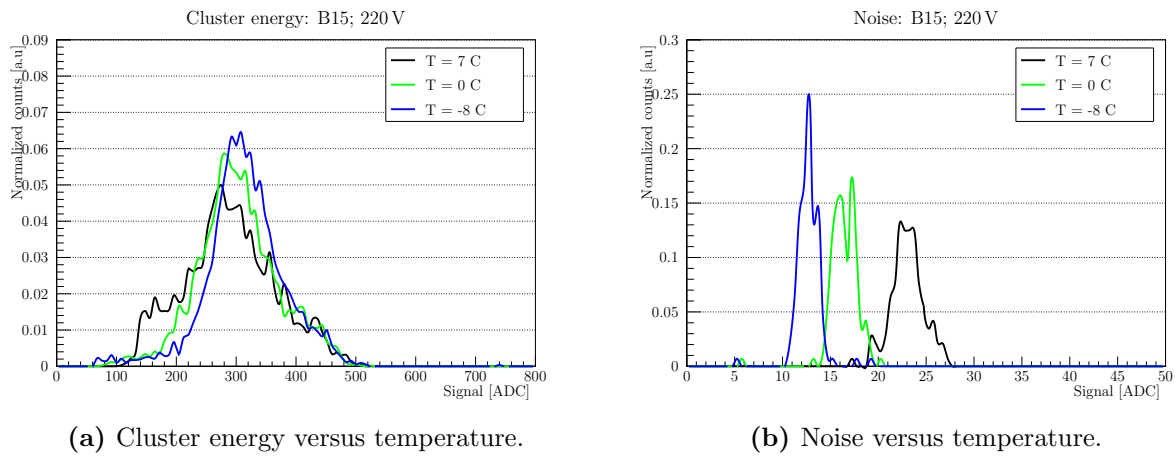 Cluster energy: B15; 220 V
Normalized counts [a.u]
0.09
0.08
0.07
0.06
0.05
0.04
0.03
0.02
0.01
0
T = 7 C
T = 0 C
T = -8 C
0 100 200 300 400 500 600 700 800
Signal [ADC]
(a) Cluster energy versus temperature.
Noise: B15; 220 V
Normalized counts [a.u]
0.3
0.25
0.2
0.15
0.1
0.05
0
T = 7 C
T = 0 C
T = -8 C
0 5 10 15 20 25 30 35 40 45 50
Signal [ADC]
(b) Noise versus temperature.